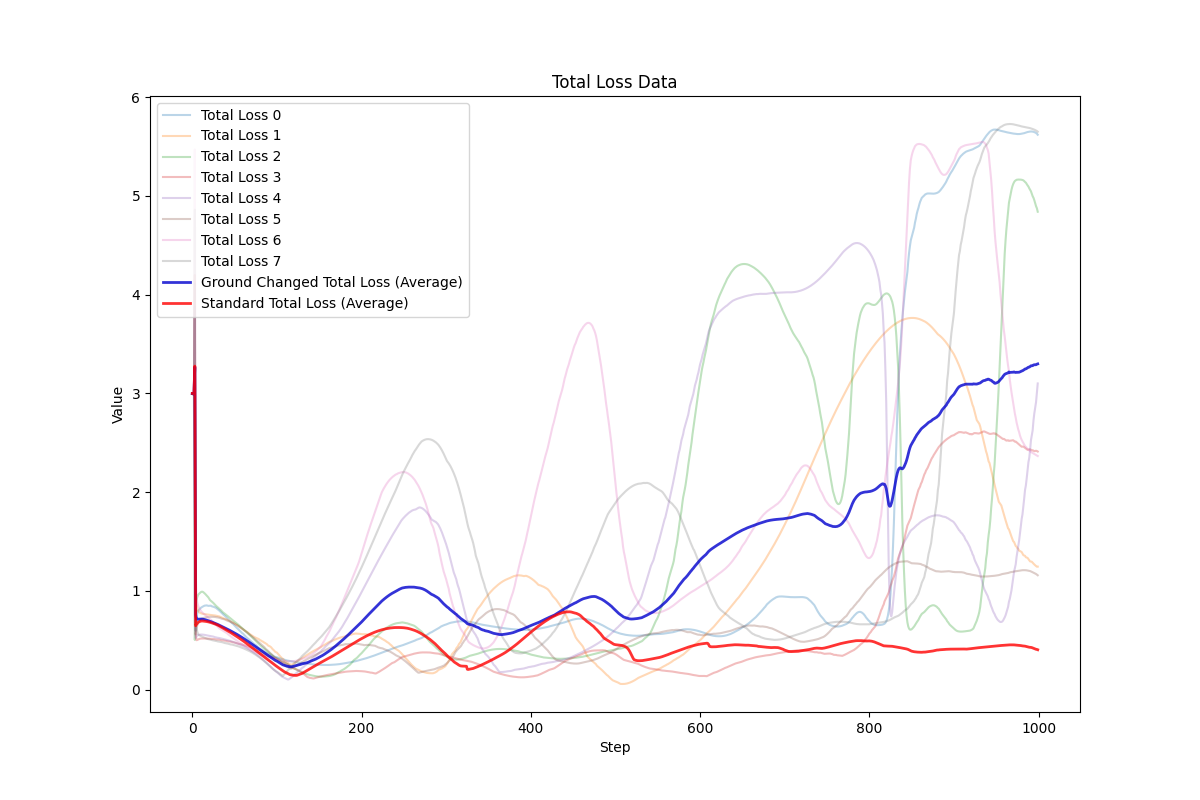 Total Loss Data
6
5
4
3
2
1
0
Value
Total Loss 0
Total Loss 1
Total Loss 2
Total Loss 3
Total Loss 4
Total Loss 5
Total Loss 6
Total Loss 7
Ground Changed Total Loss (Average)
Standard Total Loss (Average)
0 200 400 600 800 1000
Step